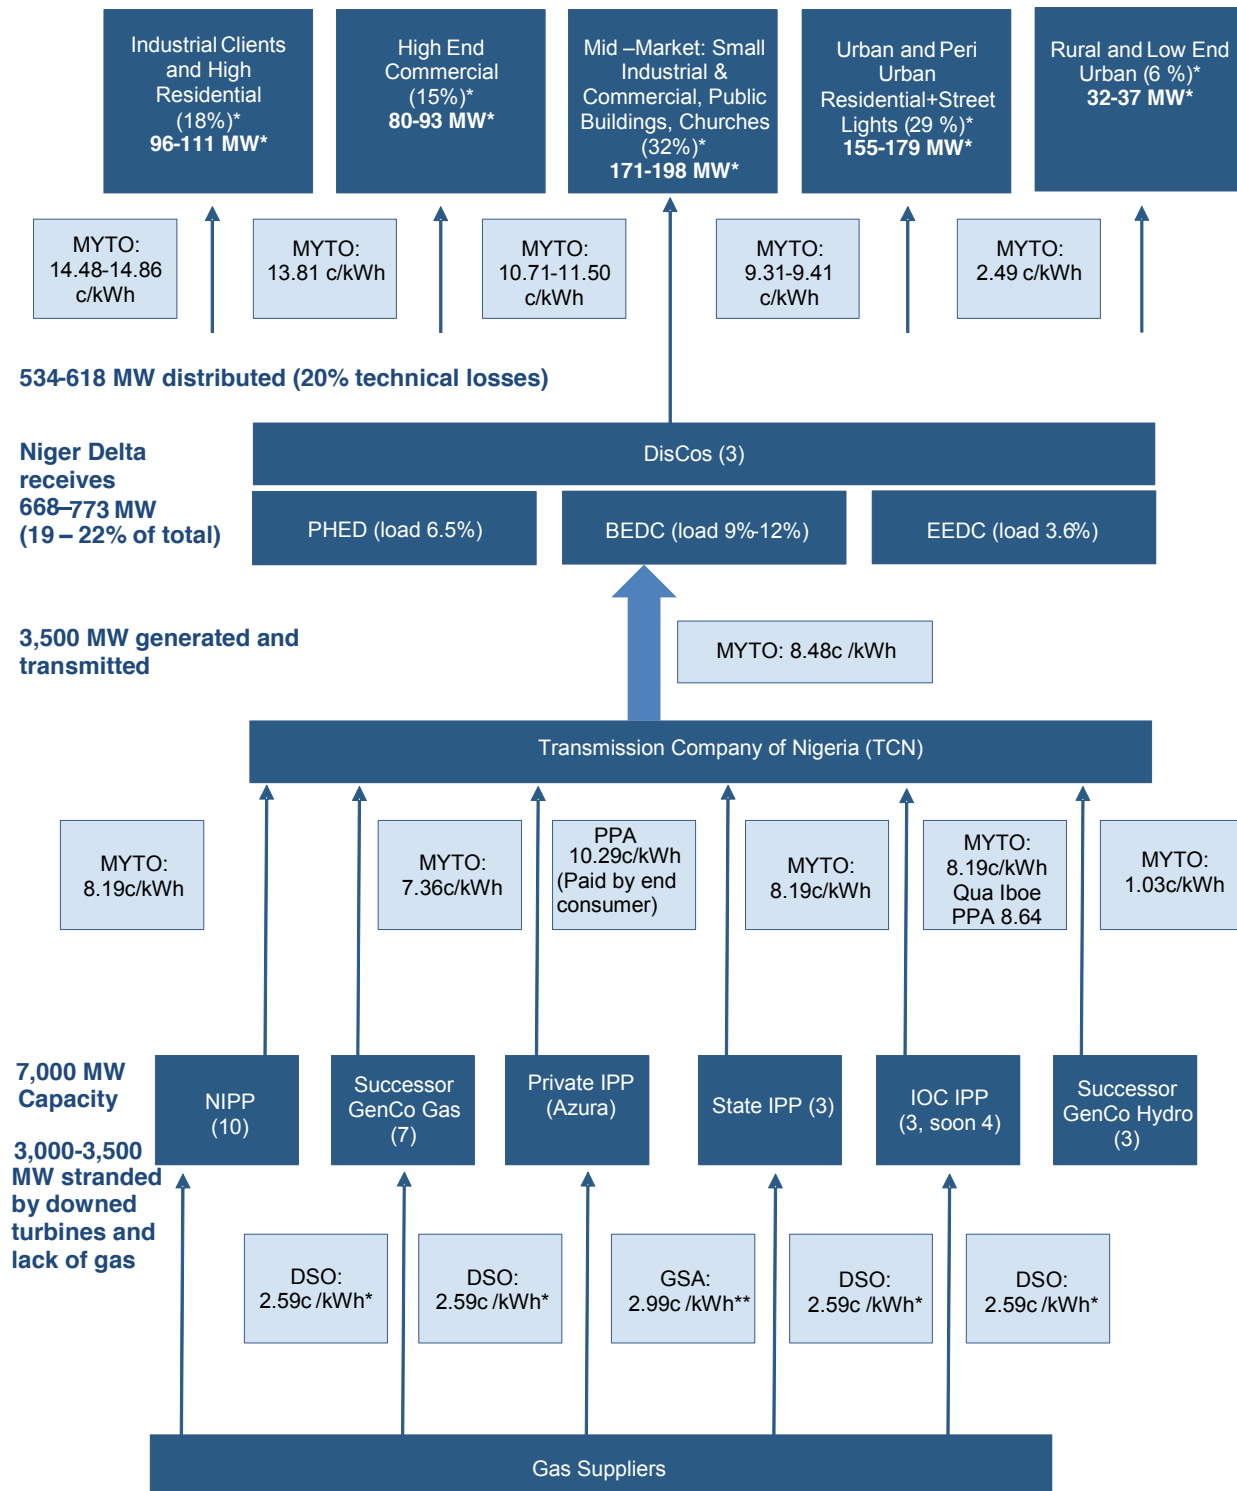 Industrial Clients
and High
Residential
(18%)*
96-111 MW*
High End
Commercial
(15%)*
80-93 MW*
Mid –Market: Small
Industrial &
Commercial, Public
Buildings, Churches
(32%)*
171-198 MW*
Urban and Peri
Urban
Residential+Street
Lights (29 %)*
155-179 MW*
Rural and Low End
Urban (6 %)*
32-37 MW*
MYTO:
14.48-14.86
c/kWh
MYTO:
13.81 c/kWh
MYTO:
10.71-11.50
c/kWh
MYTO:
9.31-9.41
c/kWh
MYTO:
2.49 c/kWh
534-618 MW distributed (20% technical losses)
DisCos (3)
Niger Delta
receives
668–773 MW
(19 – 22% of total)
PHED (load 6.5%)
BEDC (load 9%-12%)
EEDC (load 3.6%)
3,500 MW generated and
transmitted
MYTO: 8.48c /kWh
Transmission Company of Nigeria (TCN)
MYTO:
8.19c/kWh
MYTO:
7.36c/kWh
PPA
10.29c/kWh
(Paid by end
consumer)
MYTO:
8.19c/kWh
MYTO:
8.19c/kWh
Qua Iboe
PPA 8.64
MYTO:
1.03c/kWh
7,000 MW
Capacity
NIPP
(10)
Successor
GenCo Gas
(7)
Private IPP
(Azura)
State IPP (3)
IOC IPP
(3, soon 4)
Successor
GenCo Hydro
(3)
3,000-3,500
MW stranded
by downed
turbines and
lack of gas
DSO:
2.59c /kWh*
DSO:
2.59c /kWh*
GSA:
2.99c /kWh**
DSO:
2.59c /kWh*
DSO:
2.59c /kWh*
Gas Suppliers